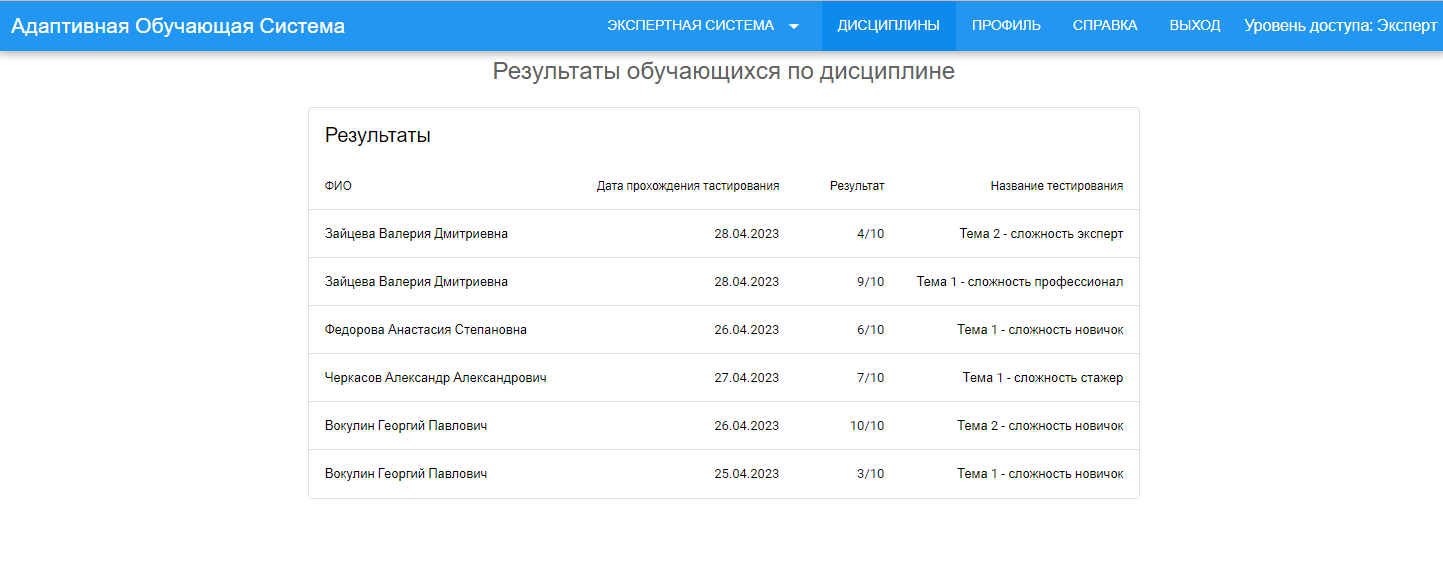 Адаптивная Обучающая Система ЭКСПЕРТНАЯ СИСТЕМА ДИСЦИПЛИНЫ ПРОФИЛЬ СПРАВКА ВЫХОД Уровень доступа: Эксперт
Результаты обучающихся по дисциплине
Результаты
ФИО Дата прохождения тастирования Результат Название тестирования
Зайцева Валерия Дмитриевна 28.04.2023 4/10 Тема 2 - сложность эксперт
Зайцева Валерия Дмитриевна 28.04.2023 9/10 Тема 1 - сложность профессионал
Федорова Анастасия Степановна 26.04.2023 6/10 Тема 1 - сложность новичок
Черкасов Александр Александрович 27.04.2023 7/10 Тема 1 - сложность стажер
Вокулин Георгий Павлович 26.04.2023 10/10 Тема 2 - сложность новичок
Вокулин Георгий Павлович 25.04.2023 3/10 Тема 1 - сложность новичок